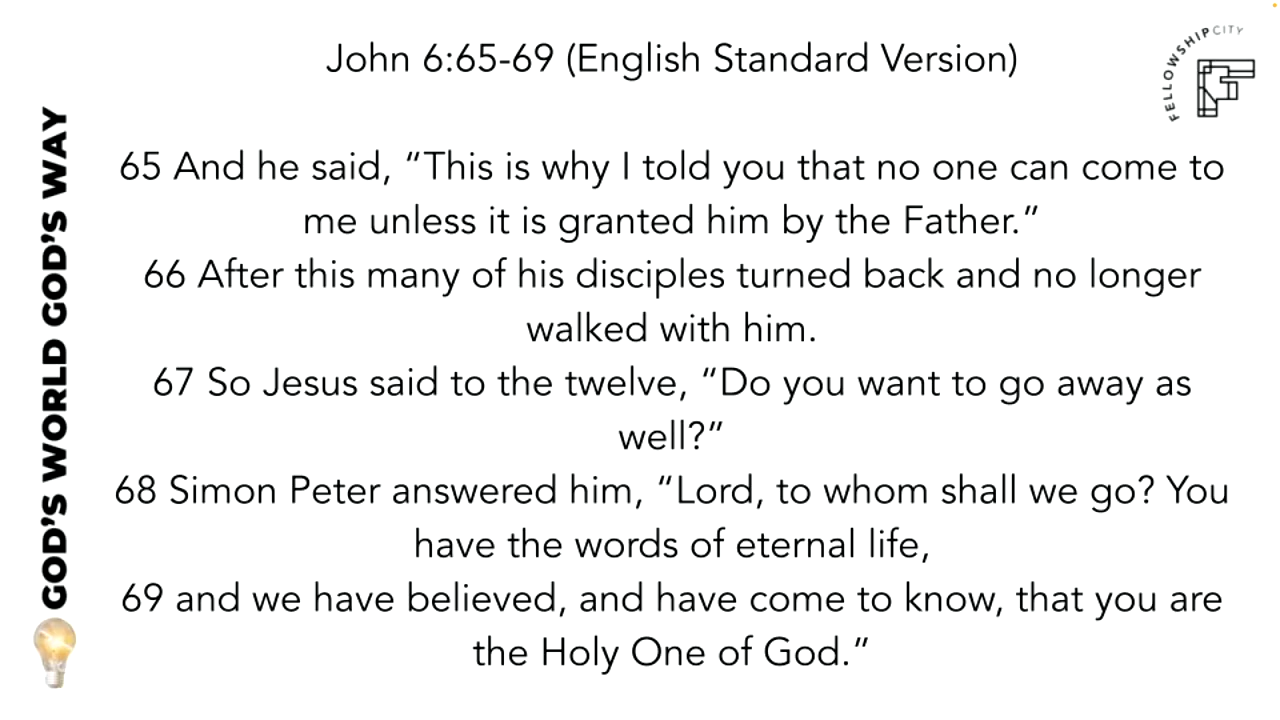 John 6:65-69 (English Standard Version)
FELLOWSHIPCITY
GOD'S WORLD GOD'S WAY
65 And he said, “This is why I told you that no one can come to
me unless it is granted him by the Father.”
66 After this many of his disciples turned back and no longer
walked with him.
67 So Jesus said to the twelve, “Do you want to go away as
well?”
68 Simon Peter answered him, “Lord, to whom shall we go? You
have the words of eternal life,
69 and we have believed, and have come to know, that you are
the Holy One of God.”